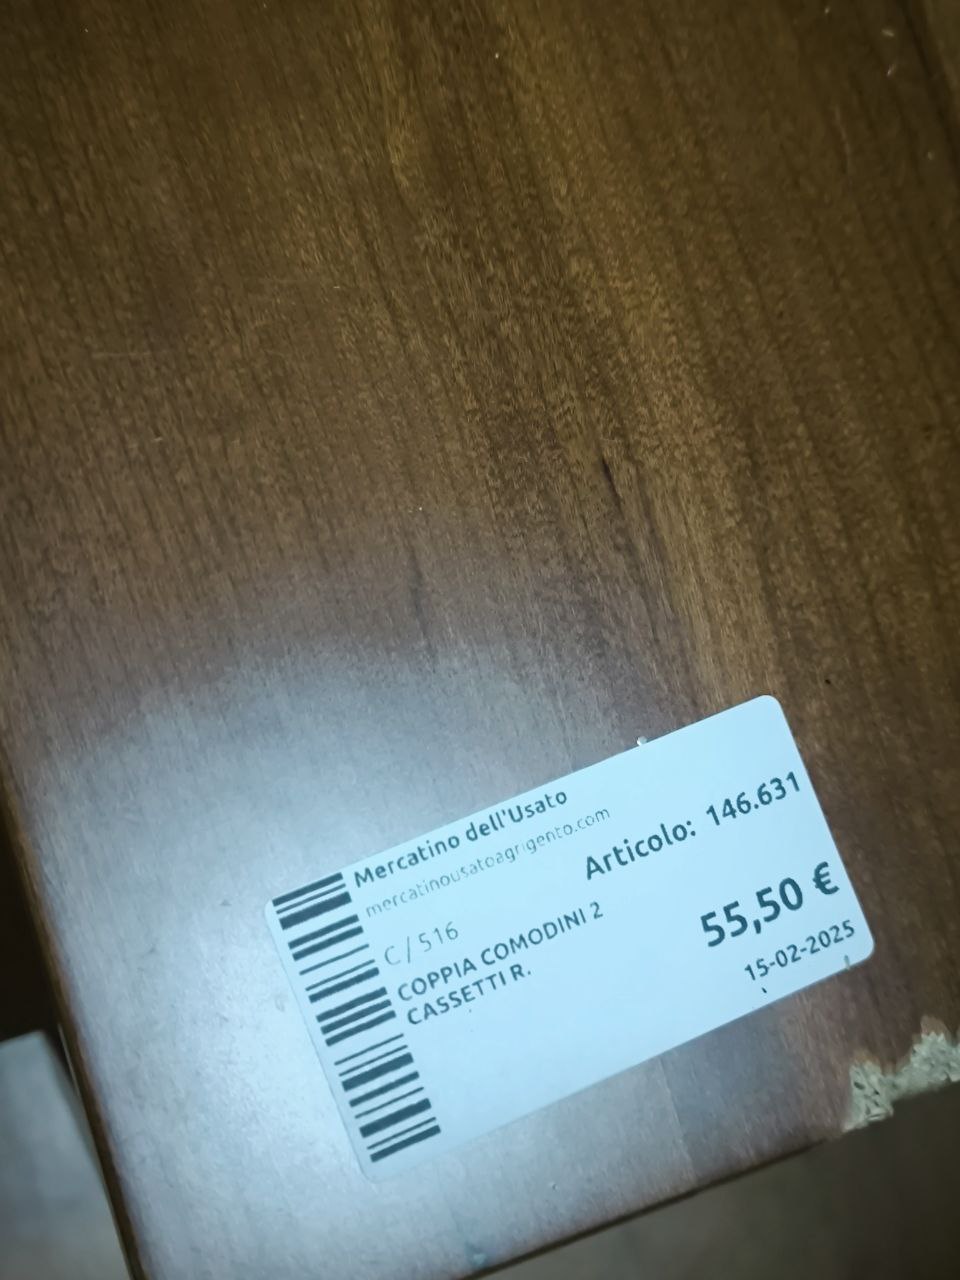 Mercatino dell'Usato
mercatinousatoagrigento.com
Articolo: 146.631
C/516
COPPIA COMODINI 2
CASSETTI R.
55,50 €
15-02-2025